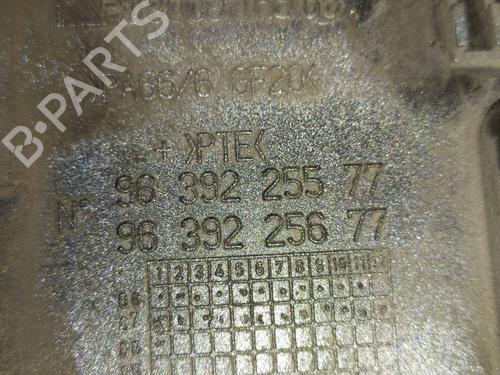 B-PARTS
PA66/6 GF20<
+ >PTE<
96 392 255 77
N° 96 392 256 77
1 2 3 4 5 6 7 8 9 10 11 12
06
07